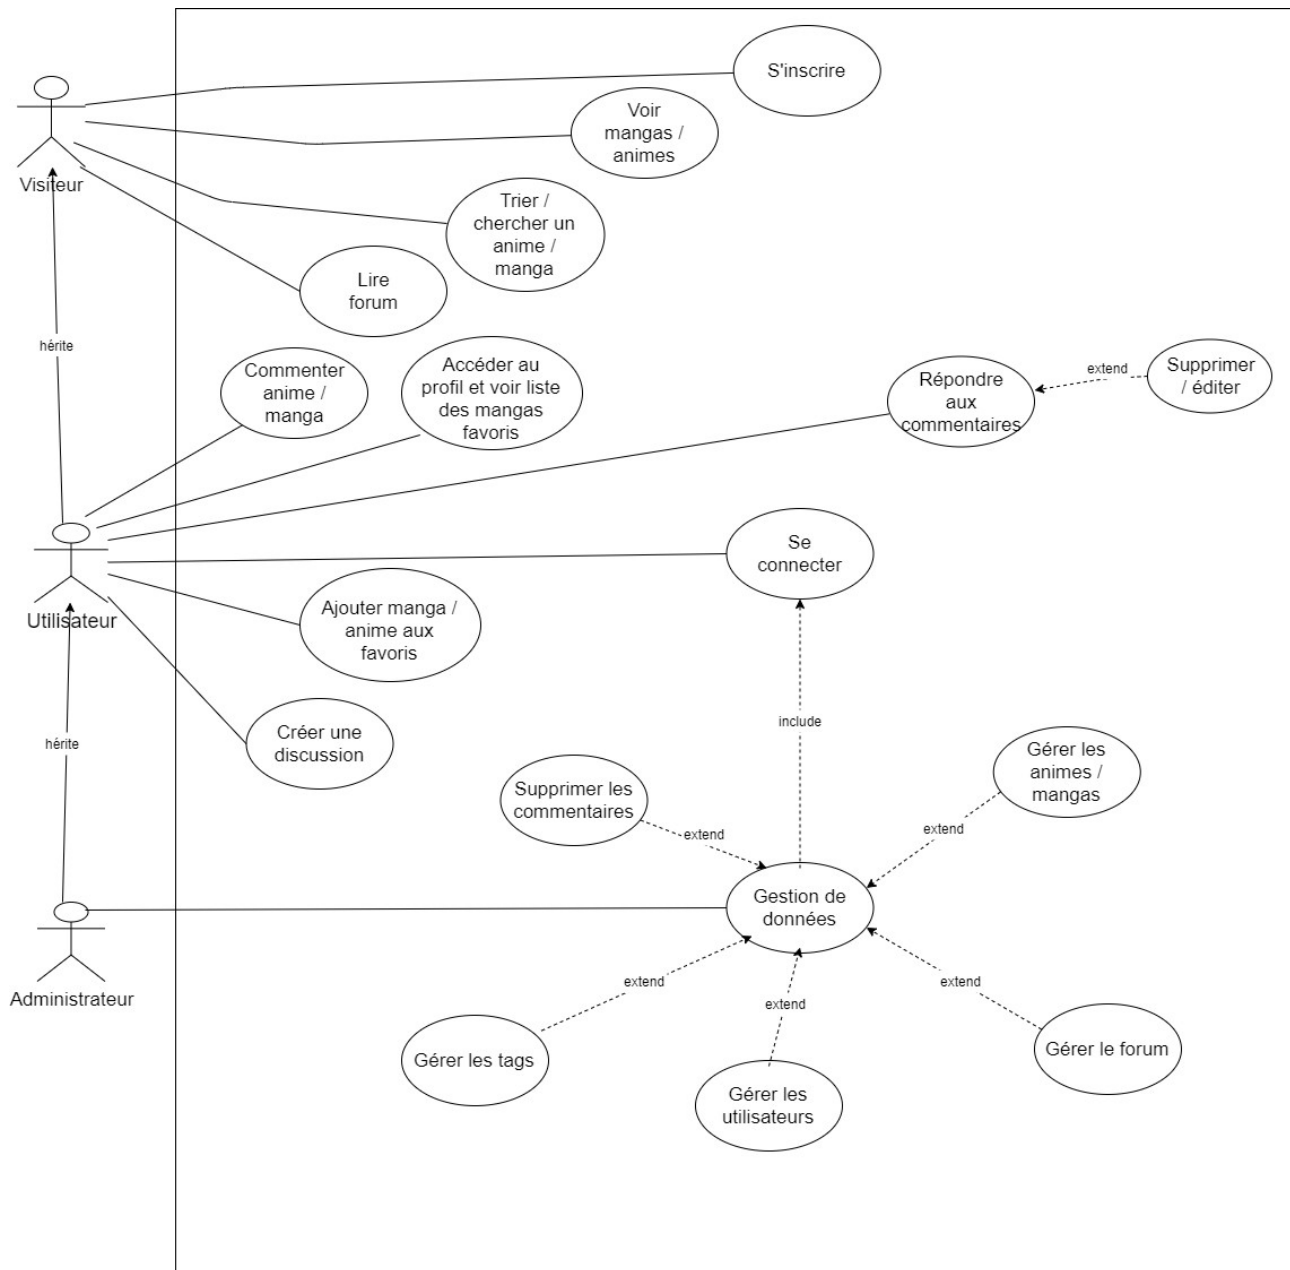 S'inscrire
Voir
mangas /
animes
Visiteur
Trier /
chercher un
anime /
manga
Lire
forum
hérite
Commenter
anime /
manga
Accéder au
profil et voir liste
des mangas
favoris
Répondre
aux
commentaires
extend
Supprimer
/ éditer
Se
connecter
Utilisateur
Ajouter manga /
anime aux
favoris
Créer une
discussion
hérite
include
Supprimer les
commentaires
extend
Gérer les
animes /
mangas
extend
Gestion de
données
Administrateur
extend
extend
extend
Gérer les tags
Gérer les
utilisateurs
Gérer le forum